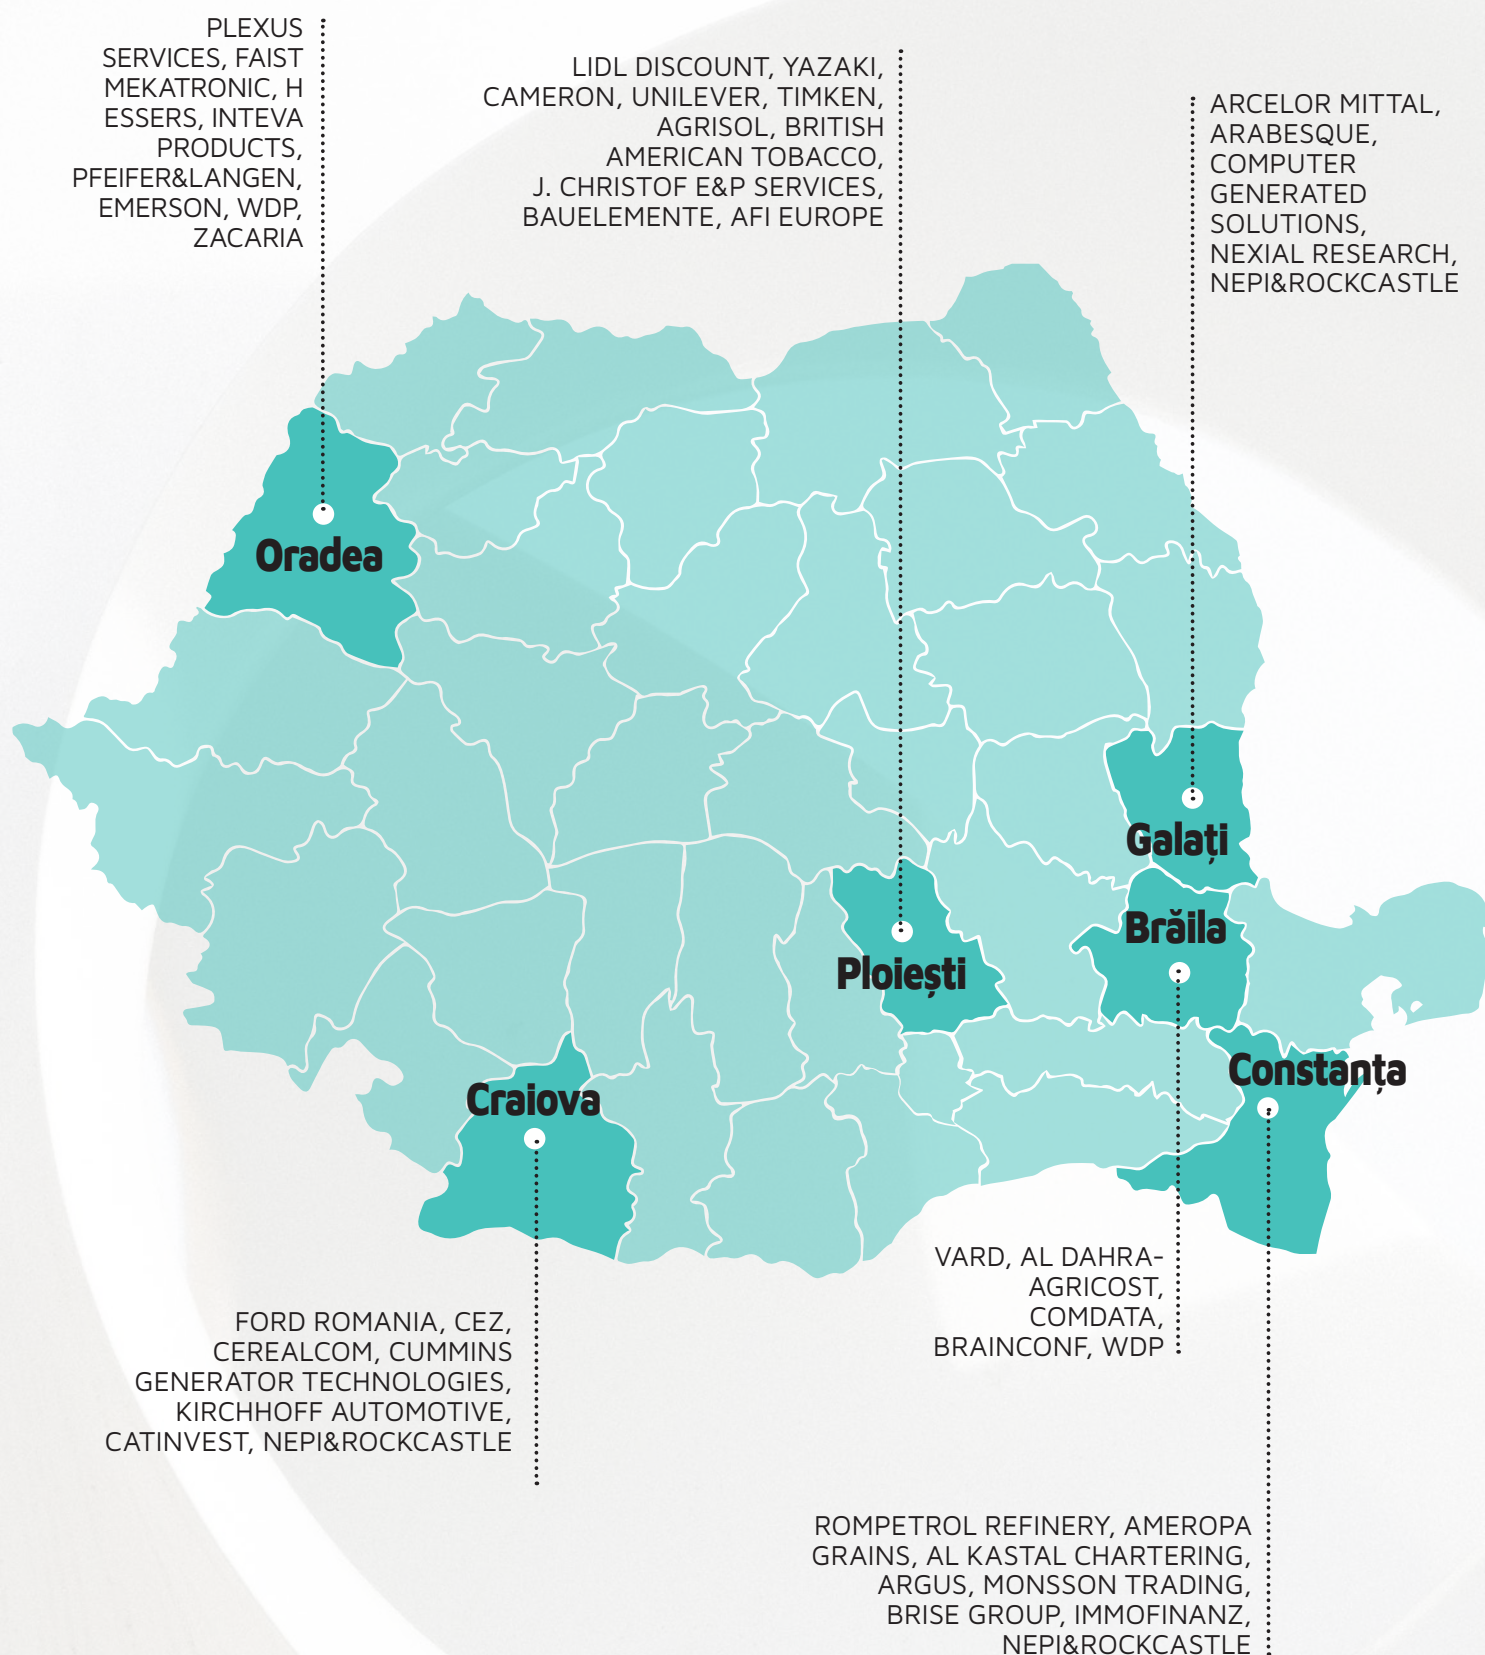 PLEXUS
SERVICES, FAIST
MEKATRONIC, H
ESSERS, INTEVA
PRODUCTS,
PFEIFER&LANGEN,
EMERSON, WDP,
ZACARIA
LIDL DISCOUNT, YAZAKI,
CAMERON, UNILEVER, TIMKEN,
AGRISOL, BRITISH
AMERICAN TOBACCO,
J. CHRISTOF E&P SERVICES,
BAUELEMENTE, AFI EUROPE
ARCELOR MITTAL,
ARABESQUE,
COMPUTER
GENERATED
SOLUTIONS,
NEXIAL RESEARCH,
NEPI&ROCKCASTLE
Oradea
Galați
Brăila
Ploiești
Constanța
Craiova
VARD, AL DAHRA-
AGRICOST,
COMDATA,
BRAINCONF, WDP
FORD ROMANIA, CEZ,
CEREALCOM, CUMMINS
GENERATOR TECHNOLOGIES,
KIRCHHOFF AUTOMOTIVE,
CATINVEST, NEPI&ROCKCASTLE
ROMPETROL REFINERY, AMEROPA
GRAINS, AL KASTAL CHARTERING,
ARGUS, MONSSON TRADING,
BRISE GROUP, IMMOFINANZ,
NEPI&ROCKCASTLE